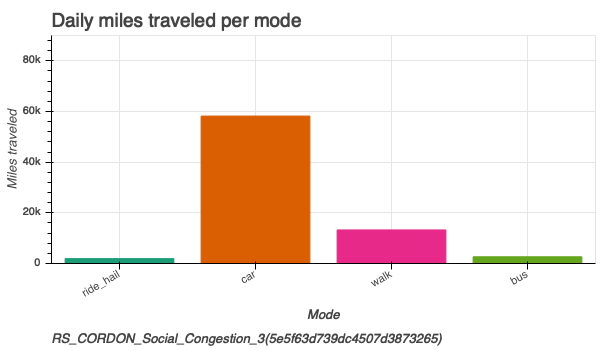 Daily miles traveled per mode
80k
60k
40k
20k
0
Miles traveled
ride_hail
car
walk
bus
Mode
RS_CORDON_Social_Congestion_3(5e5f63d739dc4507d3873265)